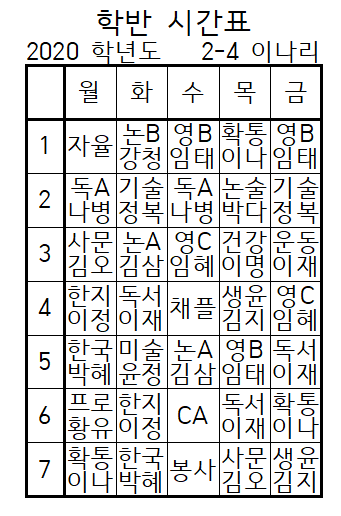 학반 시간표
2020 학년도 2-4 이나리
월 화 수 목 금
1 자율 논B 영B 확통 영B
강청 임태 이나 임태
2 독A 기술 독A 논술 기술
나병 정복 나병 박다 정복
3 사문 논A 영C 건강 운동
김오 김삼 임혜 이명 이재
4 한지 독서 채플 생윤 영C
이정 이재 김지 임혜
5 한국 미술 논A 영B 독서
박혜 윤정 김삼 임태 이재
6 프로 한지 CA 독서 확통
황유 이정 이재 이나
7 확통 한국 봉사 사문 생윤
이나 박혜 김오 김지